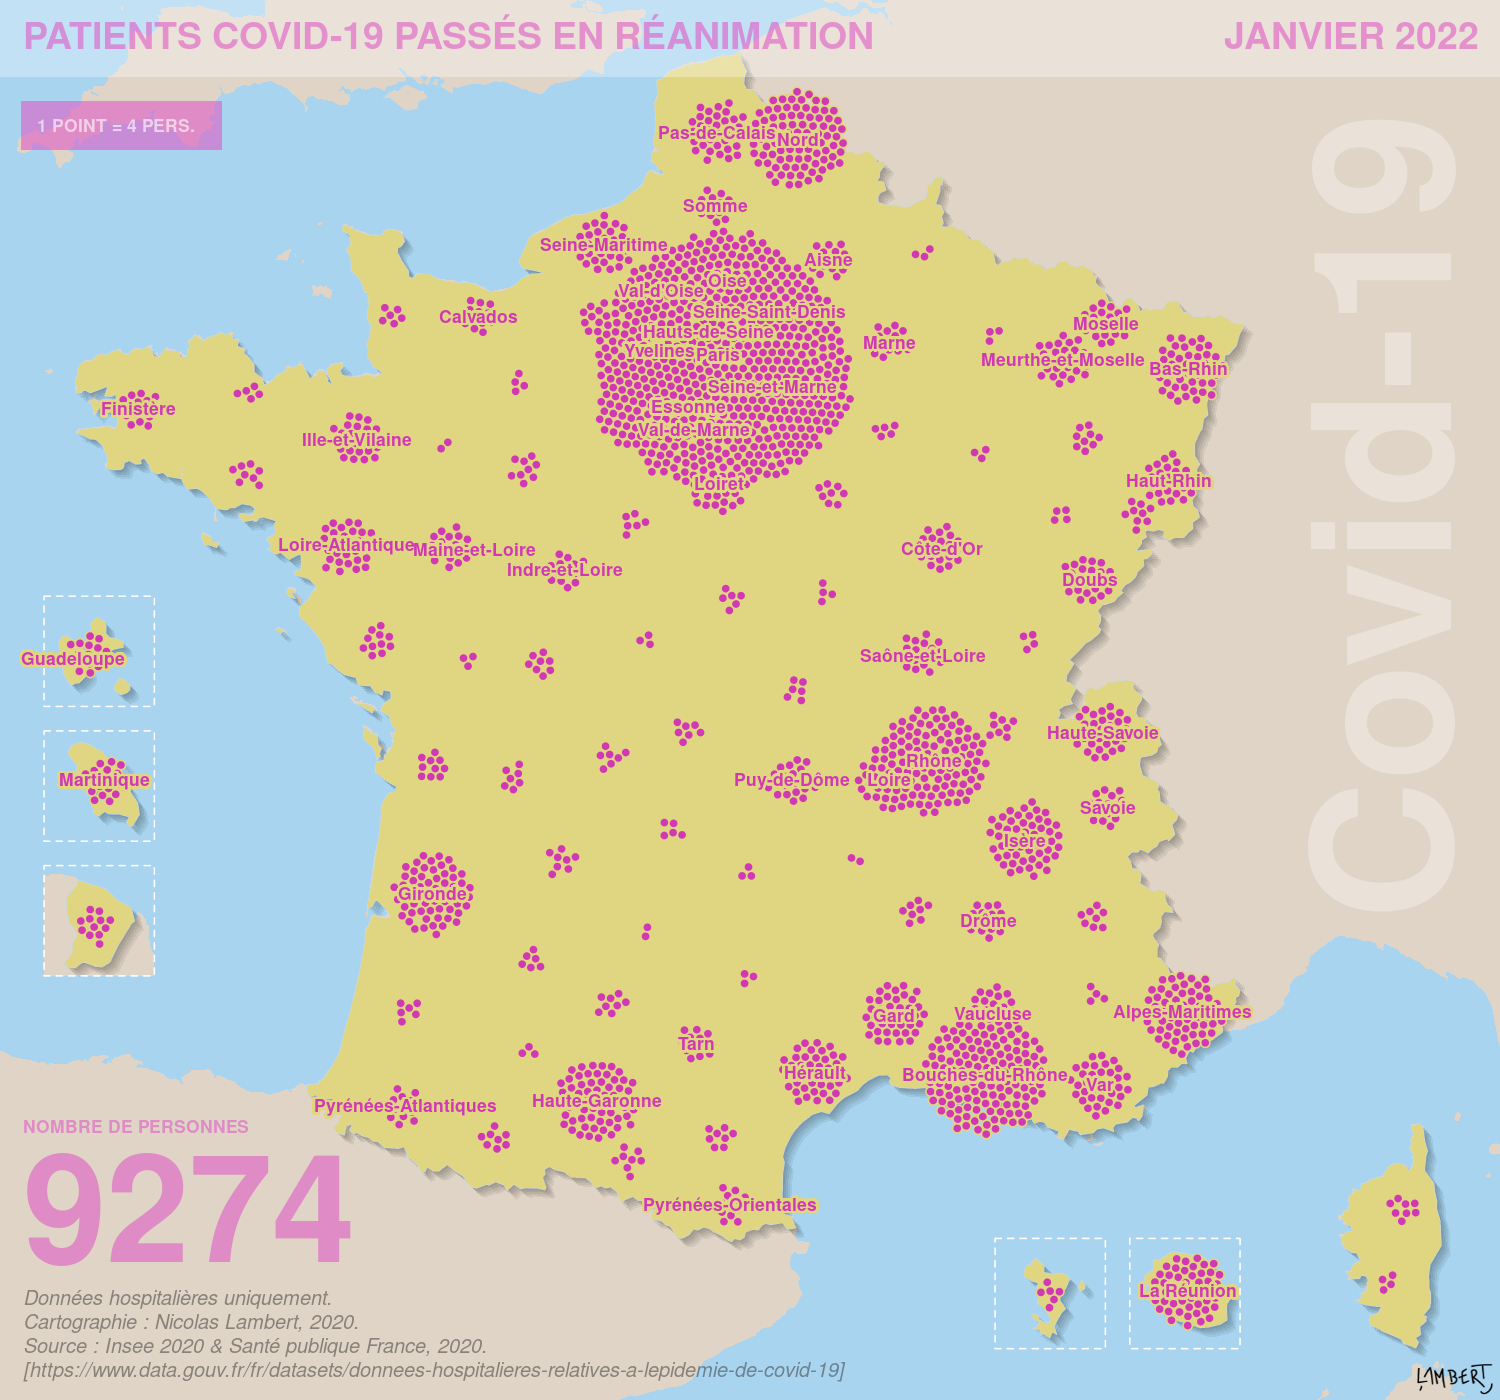 PATIENTS COVID-19 PASSÉS EN RÉANIMATION
JANVIER 2022
1 POINT = 4 PERS.
Covid-19
Pas-de-Calais
Nord
Somme
Seine-Maritime
Aisne
Oise
Val-d'Oise
Seine-Saint-Denis
Calvados
Hauts-de-Seine
Moselle
Marne
Yvelines
Paris
Meurthe-et-Moselle
Bas-Rhin
Seine-et-Marne
Finistère
Essonne
Val-de-Marne
Ille-et-Vilaine
Loiret
Haut-Rhin
Loire-Atlantique
Maine-et-Loire
Côte-d'Or
Indre-et-Loire
Doubs
Guadeloupe
Saône-et-Loire
Haute-Savoie
Rhône
Martinique
Puy-de-Dôme
Loire
Savoie
Isère
Gironde
Drôme
Gard
Vaucluse
Alpes-Maritimes
Tarn
Hérault
Bouches-du-Rhône
Var
Haute-Garonne
Pyrénées-Atlantiques
Pyrénées-Orientales
La Réunion
NOMBRE DE PERSONNES
9274
Données hospitalières uniquement.
Cartographie : Nicolas Lambert, 2020.
Source : Insee 2020 & Santé publique France, 2020.
[https://www.data.gouv.fr/fr/datasets/donnees-hospitalieres-relatives-a-lepidemie-de-covid-19]
LAMBERT